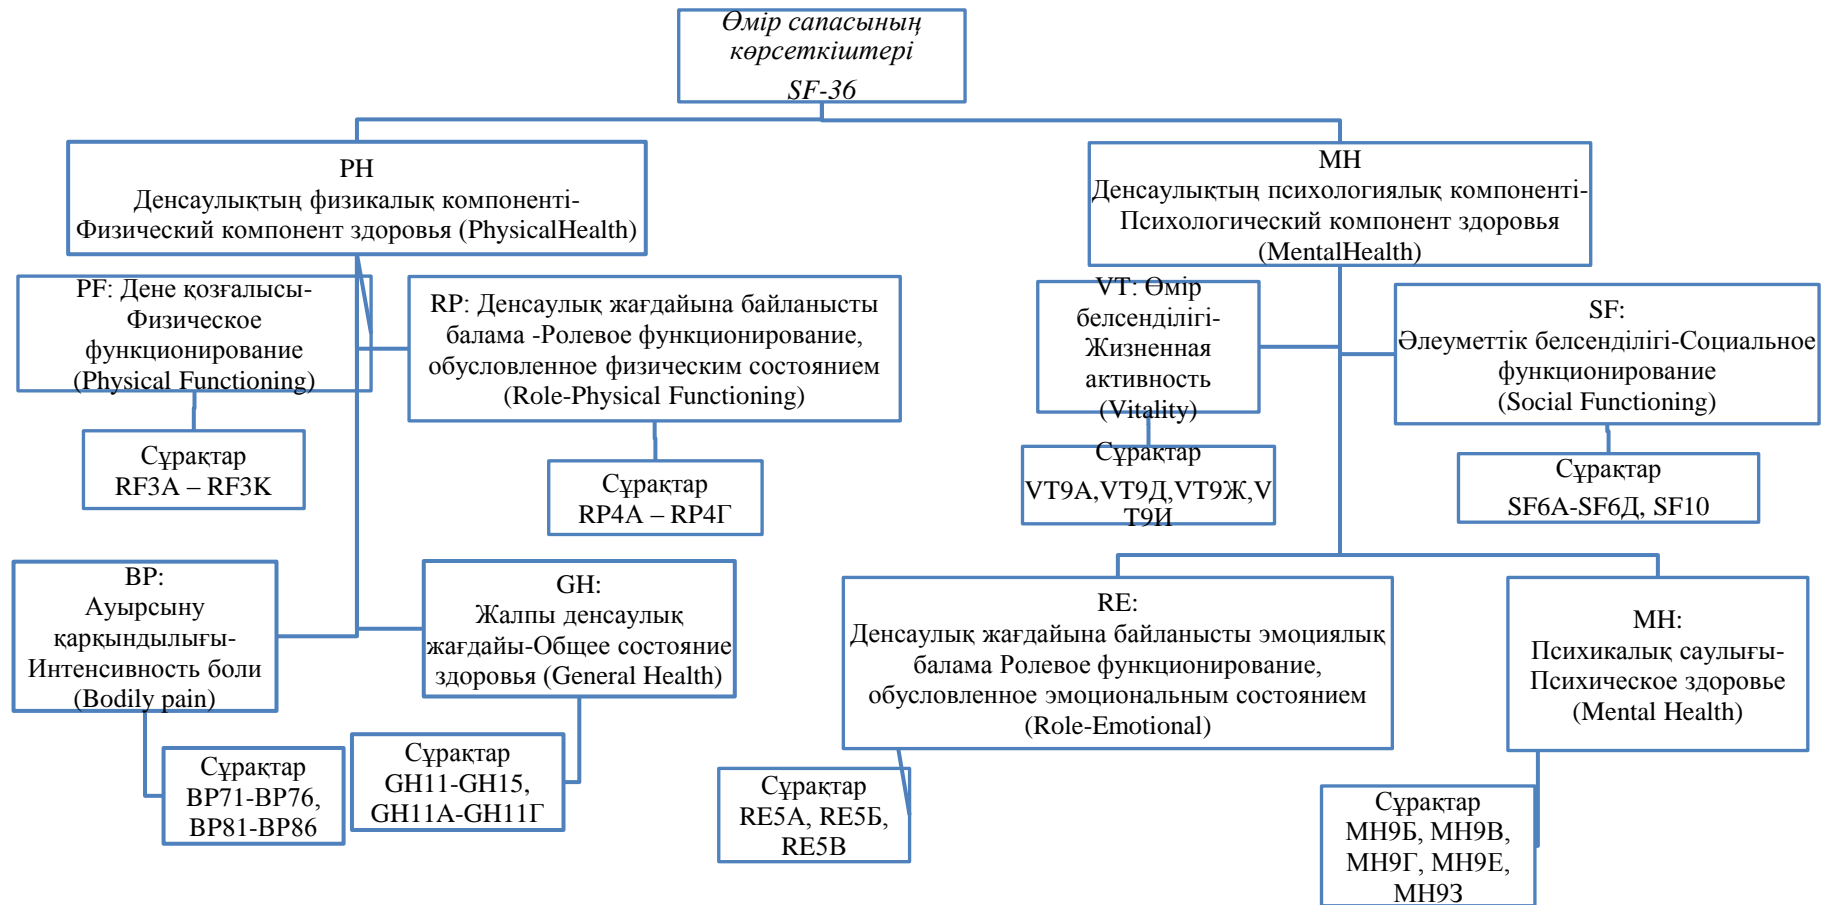 Өмір сапасының
көрсеткіштері
SF-36
PH
Денсаулықтың физикалық компоненті-
Физический компонент здоровья (PhysicalHealth)
MH
Денсаулықтың психологиялық компоненті-
Психологический компонент здоровья
(MentalHealth)
PF: Дене қозғалысы-
Физическое
функционирование
(Physical Functioning)
RP: Денсаулық жағдайына байланысты
балама -Ролевое функционирование,
обусловленное физическим состоянием
(Role-Physical Functioning)
VT: Өмір
белсенділігі-
Жизненная
активность
(Vitality)
SF:
Әлеуметтік белсенділігі-Социальное
функционирование
(Social Functioning)
Сұрақтар
RF3A – RF3K
Сұрақтар
RP4A – RP4Г
Сұрақтар
VT9А,VT9Д,VT9Ж,V
T9И
Сұрақтар
SF6A-SF6Д, SF10
BP:
Ауырсыну
қарқындылығы-
Интенсивность боли
(Bodily pain)
GH:
Жалпы денсаулық
жағдайы-Общее состояние
здоровья (General Health)
RE:
Денсаулық жағдайына байланысты эмоциялық
балама Ролевое функционирование,
обусловленное эмоциональным состоянием
(Role-Emotional)
MH:
Психикалық саулығы-
Психическое здоровье
(Mental Health)
Сұрақтар
BP71-BP76,
BP81-BP86
Сұрақтар
GH11-GH15,
GH11A-GH11Г
Сұрақтар
RE5А, RE5Б,
RE5В
Сұрақтар
MH9Б, MH9В,
MH9Г, MH9Е,
MH9З